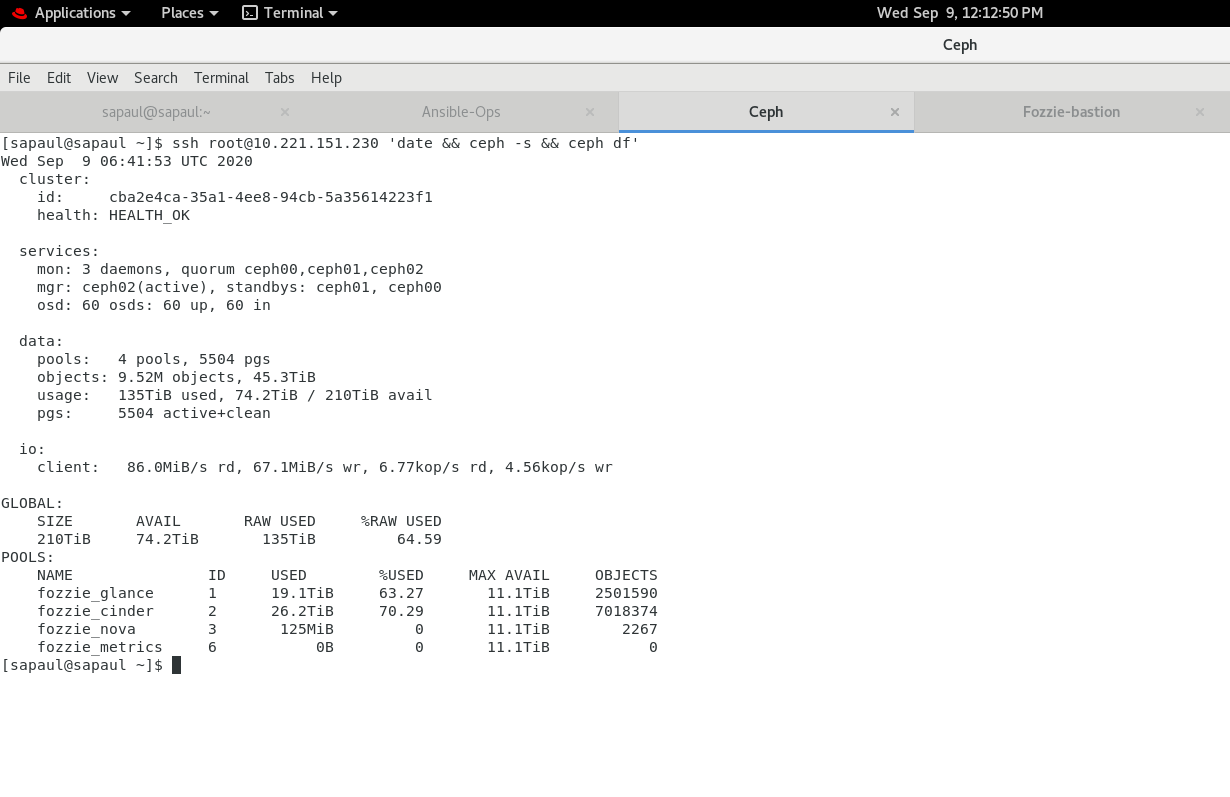 Applications Places Terminal Wed Sep 9, 12:12:50 PM
Ceph
File Edit View Search Terminal Tabs Help
sapaul@sapaul:~ × Ansible-Ops × Ceph × Fozzie-bastion ×
[sapaul@sapaul ~]$ ssh root@10.221.151.230 'date && ceph -s && ceph df'
Wed Sep  9 06:41:53 UTC 2020
  cluster:
    id:     cba2e4ca-35a1-4ee8-94cb-5a35614223f1
    health: HEALTH_OK

  services:
    mon: 3 daemons, quorum ceph00,ceph01,ceph02
    mgr: ceph02(active), standbys: ceph01, ceph00
    osd: 60 osds: 60 up, 60 in

  data:
    pools:   4 pools, 5504 pgs
    objects: 9.52M objects, 45.3TiB
    usage:   135TiB used, 74.2TiB / 210TiB avail
    pgs:     5504 active+clean

  io:
    client:   86.0MiB/s rd, 67.1MiB/s wr, 6.77kop/s rd, 4.56kop/s wr

GLOBAL:
    SIZE       AVAIL       RAW USED     %RAW USED
    210TiB     74.2TiB       135TiB         64.59
POOLS:
    NAME               ID     USED        %USED     MAX AVAIL     OBJECTS
    fozzie_glance      1      19.1TiB     63.27       11.1TiB     2501590
    fozzie_cinder      2      26.2TiB     70.29       11.1TiB     7018374
    fozzie_nova        3       125MiB         0       11.1TiB        2267
    fozzie_metrics     6           0B         0       11.1TiB           0
[sapaul@sapaul ~]$